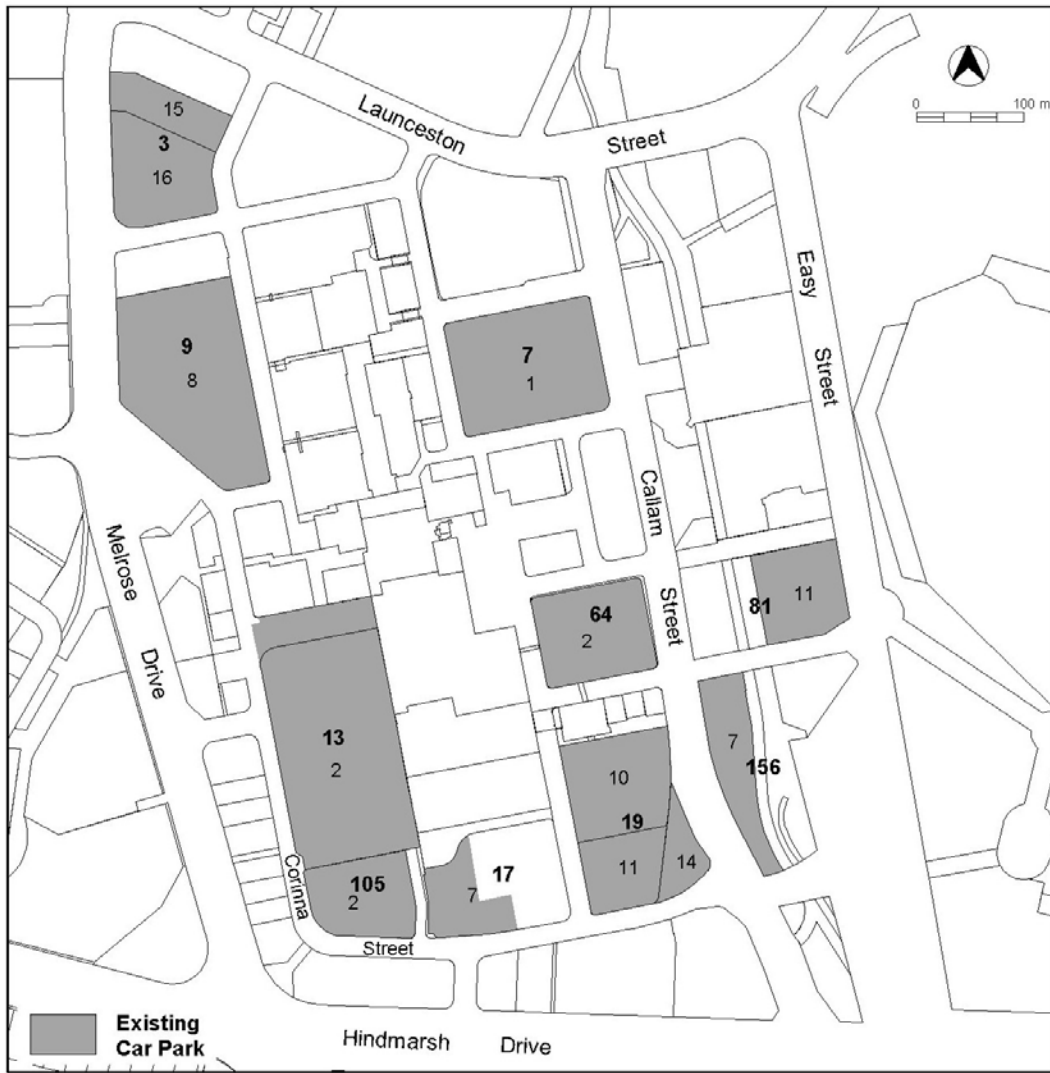 Launceston
Street
0
100 m
15
3
16
Easy
Street
9
8
7
1
Callam
Street
Melrose
Drive
64
2
81
11
13
2
7
156
10
19
11
14
Corinna
Street
105
2
17
7
Existing
Car Park
Hindmarsh
Drive